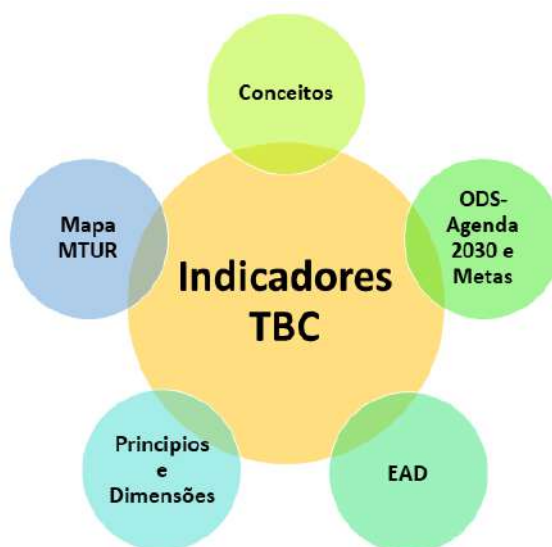 Conceitos
ODS-
Agenda
2030 e
Metas
Mapa
MTUR
Indicadores
TBC
Principios
e
Dimensões
EAD